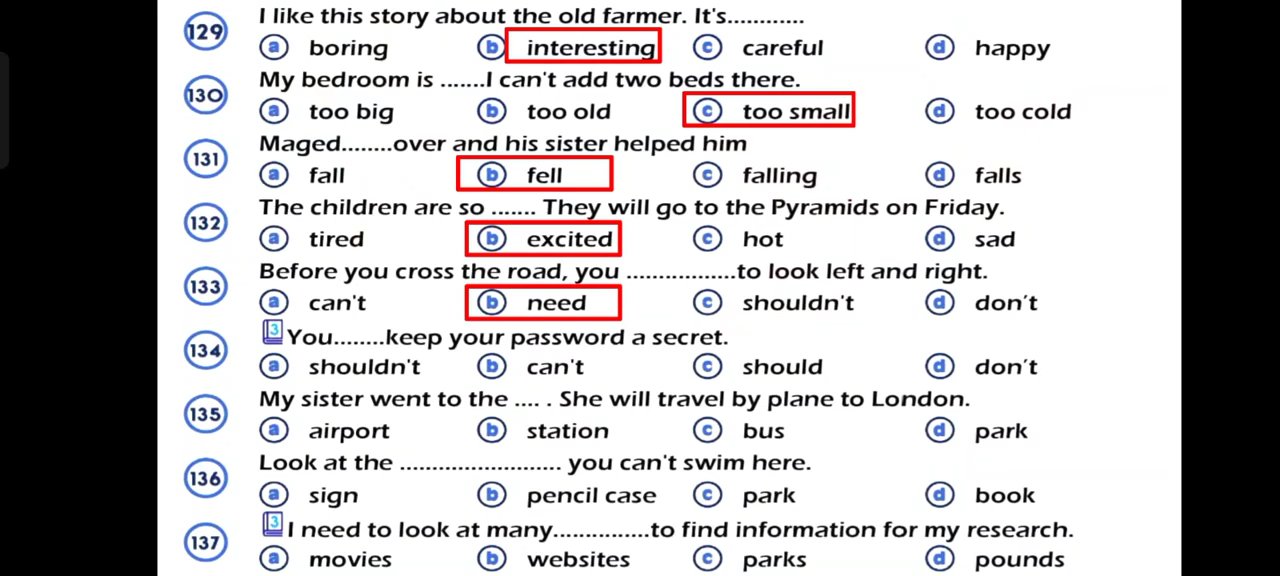 129 I like this story about the old farmer. It's............
a boring b interesting c careful d happy
130 My bedroom is .......I can't add two beds there.
a too big b too old c too small d too cold
131 Maged........over and his sister helped him
a fall b fell c falling d falls
132 The children are so ....... They will go to the Pyramids on Friday.
a tired b excited c hot d sad
133 Before you cross the road, you .................to look left and right.
a can't b need c shouldn't d don't
134 3 You........keep your password a secret.
a shouldn't b can't c should d don't
135 My sister went to the .... . She will travel by plane to London.
a airport b station c bus d park
136 Look at the ......................... you can't swim here.
a sign b pencil case c park d book
137 3 I need to look at many...............to find information for my research.
a movies b websites c parks d pounds